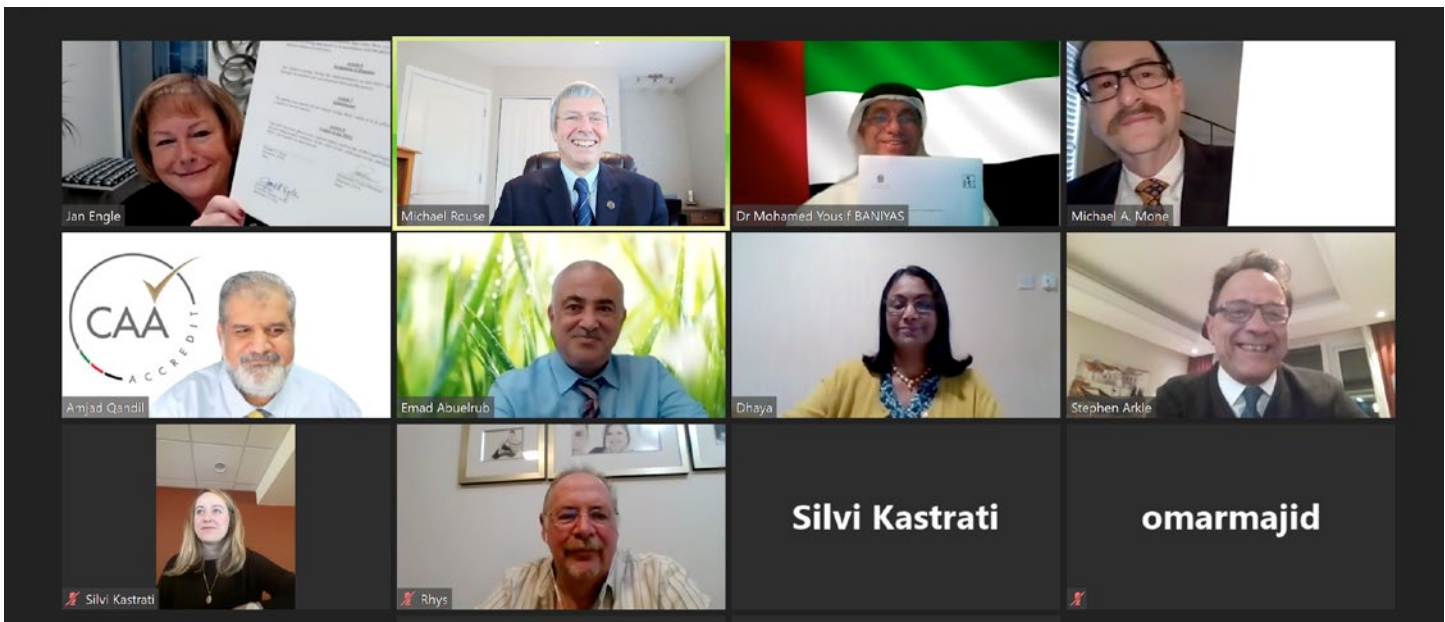 Jan Engle
Michael Rouse
Dr Mohamed Yousif BANIYAS
Michael A. Mone
CAA
ACCREDIT
Amjad Qandil
Emad Abuelrub
Dhaya
Stephen Arkle
Silvi Kastrati
Rhys
Silvi Kastrati
omarmajid